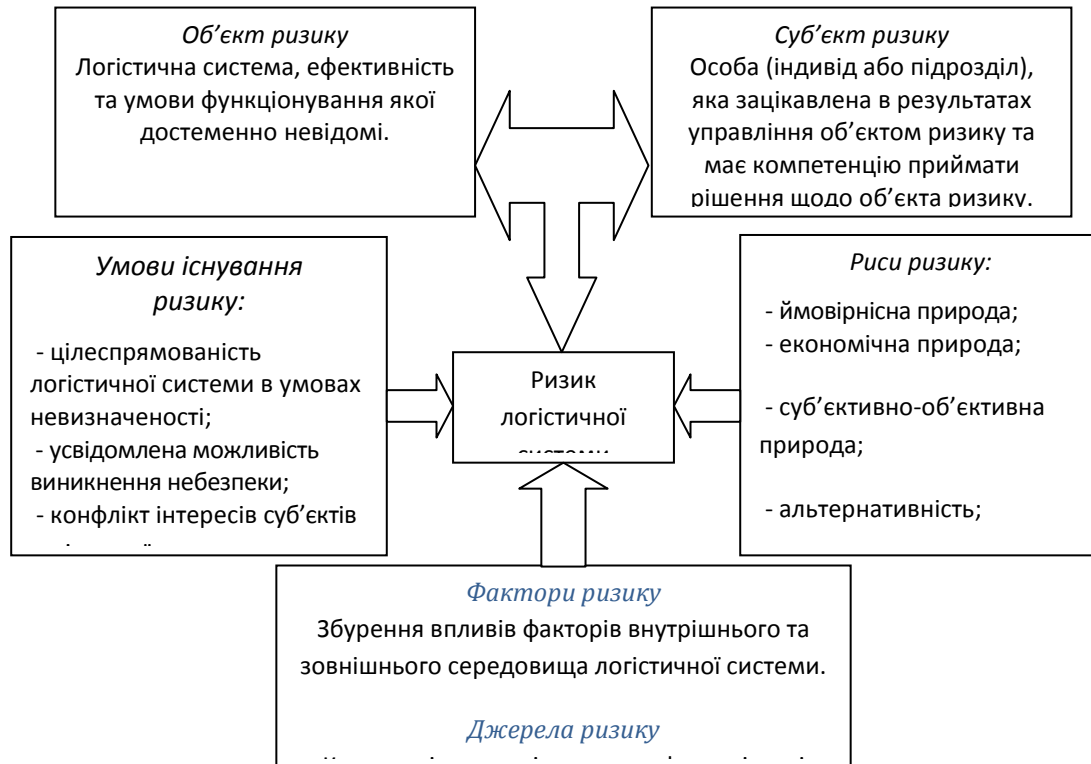 Об’єкт ризику
Логістична система, ефективність
та умови функціонування якої
достеменно невідомі.
Суб’єкт ризику
Особа (індивід або підрозділ),
яка зацікавлена в результатах
управління об’єктом ризику та
має компетенцію приймати
рішення щодо об’єкта ризику.
Умови існування
ризику:
- цілеспрямованість
логістичної системи в умовах
невизначеності;
- усвідомлена можливість
виникнення небезпеки;
- конфлікт інтересів суб’єктів
Ризик
логістичної
Риси ризику:
- ймовірнісна природа;
- економічна природа;
- суб’єктивно-об’єктивна
природа;
- альтернативність;
Фактори ризику
Збурення впливів факторів внутрішнього та
зовнішнього середовища логістичної системи.
Джерела ризику